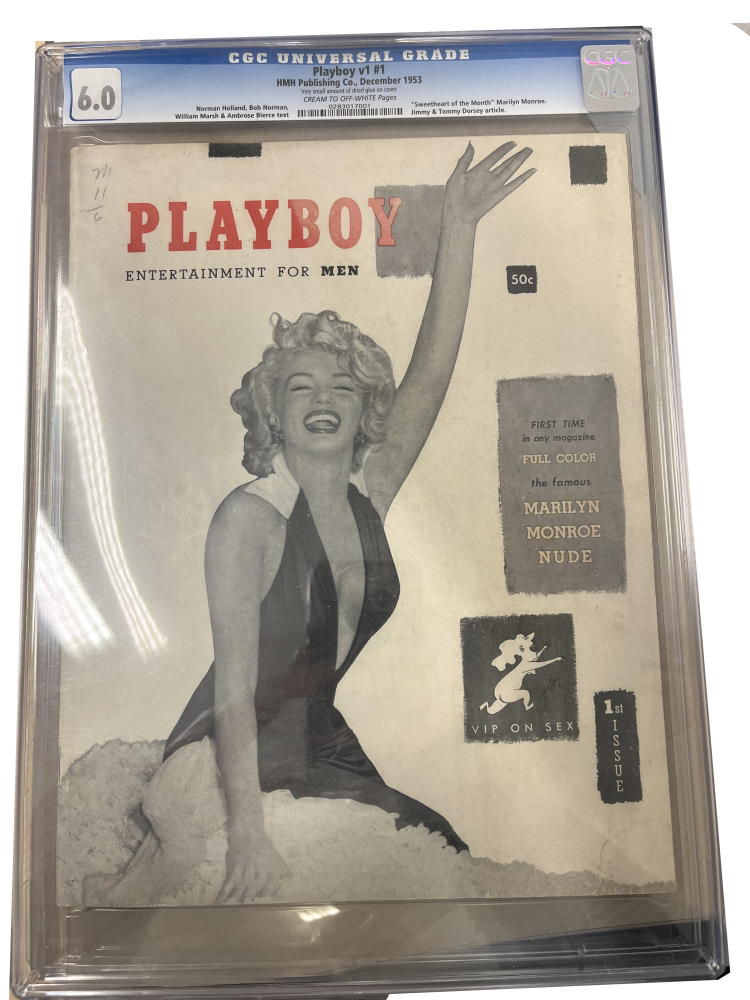 CGC UNIVERSAL GRADE
Playboy v1 #1
HMH Publishing Co., December 1953
Very small amount of dried glue on cover.
CREAM TO OFF-WHITE Pages
0283017001
6.0
Norman Holland, Bob Norman,
William Marsh & Ambrose Bierce text
"Sweetheart of the Month" Marilyn Monroe.
Jimmy & Tommy Dorsey article.
CGC
11
6
PLAYBOY
ENTERTAINMENT FOR MEN
50c
FIRST TIME
in any magazine
FULL COLOR
the famous
MARILYN
MONROE
NUDE
VIP ON SEX
1st
ISSUE